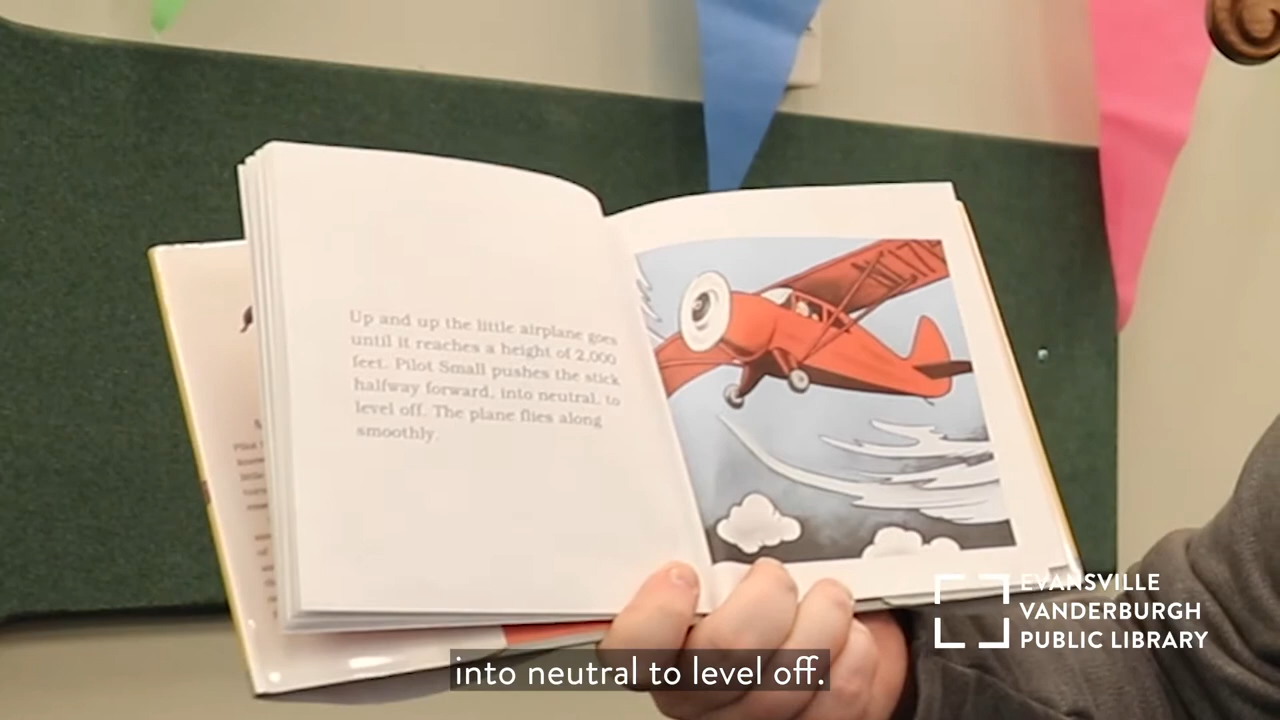 Up and up the little airplane goes
until it reaches a height of 2,000
feet. Pilot Small pushes the stick
halfway forward, into neutral, to
level off. The plane flies along
smoothly.
NC17
EVANSVILLE
VANDERBURGH
PUBLIC LIBRARY
into neutral to level off.